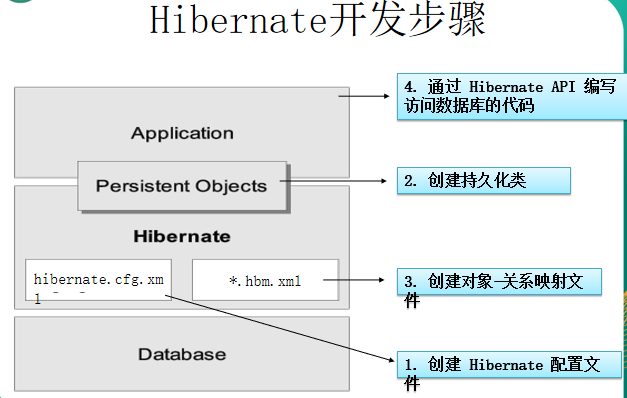 Hibernate开发步骤
4. 通过 Hibernate API 编写
访问数据库的代码
Application
Persistent Objects
2. 创建持久化类
Hibernate
hibernate.cfg.xm
l
*.hbm.xml
3. 创建对象-关系映射文
件
Database
1. 创建 Hibernate 配置文
件